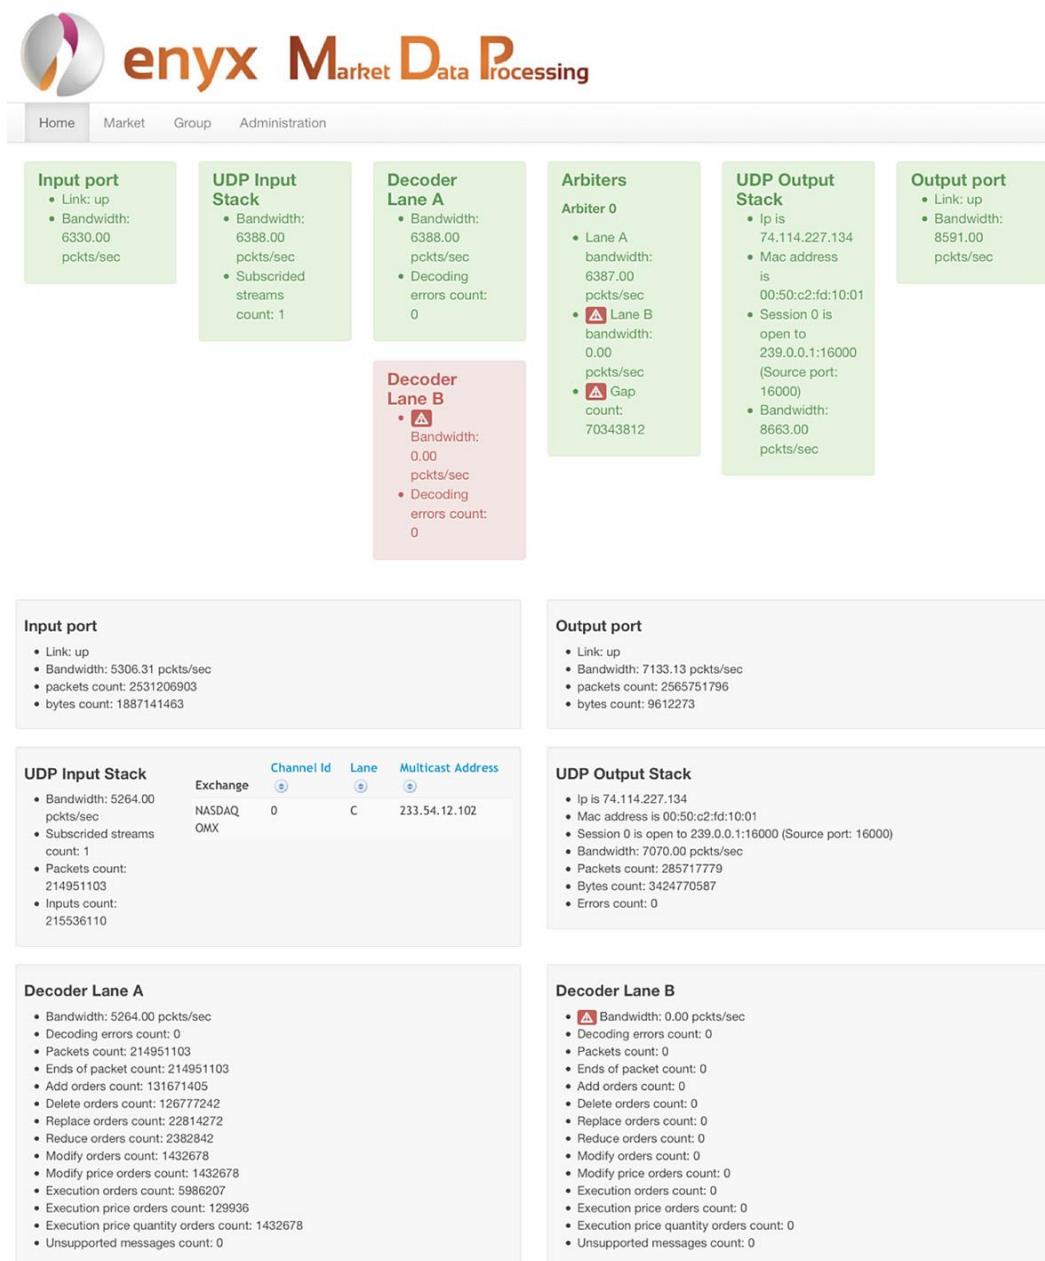 enyx Market Data Processing
Home Market Group Administration
Input port
Link: up
Bandwidth:
6330.00
pckts/sec
UDP Input
Stack
Bandwidth:
6388.00
pckts/sec
Subscrided
streams
count: 1
Decoder
Lane A
Bandwidth:
6388.00
pckts/sec
Decoding
errors count:
0
Decoder
Lane B
Bandwidth:
0.00
pckts/sec
Decoding
errors count:
0
Arbiters
Arbiter 0
Lane A
bandwidth:
6387.00
pckts/sec
Lane B
bandwidth:
0.00
pckts/sec
Gap
count:
70343812
UDP Output
Stack
Ip is
74.114.227.134
Mac address
is
00:50:c2:fd:10:01
Session 0 is
open to
239.0.0.1:16000
(Source port:
16000)
Bandwidth:
8663.00
pckts/sec
Output port
Link: up
Bandwidth:
8591.00
pckts/sec
Input port
Link: up
Bandwidth: 5306.31 pckts/sec
packets count: 2531206903
bytes count: 1887141463
Output port
Link: up
Bandwidth: 7133.13 pckts/sec
packets count: 2565751796
bytes count: 9612273
UDP Input Stack
Bandwidth: 5264.00
pckts/sec
Subscrided streams
count: 1
Packets count:
214951103
Inputs count:
215536110
Exchange Channel Id Lane Multicast Address
NASDAQ 0 C 233.54.12.102
OMX
UDP Output Stack
Ip is 74.114.227.134
Mac address is 00:50:c2:fd:10:01
Session 0 is open to 239.0.0.1:16000 (Source port: 16000)
Bandwidth: 7070.00 pckts/sec
Packets count: 285717779
Bytes count: 3424770587
Errors count: 0
Decoder Lane A
Bandwidth: 5264.00 pckts/sec
Decoding errors count: 0
Packets count: 214951103
Ends of packet count: 214951103
Add orders count: 131671405
Delete orders count: 126777242
Replace orders count: 22814272
Reduce orders count: 2382842
Modify orders count: 1432678
Modify price orders count: 1432678
Execution orders count: 5986207
Execution price orders count: 129936
Execution price quantity orders count: 1432678
Unsupported messages count: 0
Decoder Lane B
Bandwidth: 0.00 pckts/sec
Decoding errors count: 0
Packets count: 0
Ends of packet count: 0
Add orders count: 0
Delete orders count: 0
Replace orders count: 0
Reduce orders count: 0
Modify orders count: 0
Modify price orders count: 0
Execution orders count: 0
Execution price orders count: 0
Execution price quantity orders count: 0
Unsupported messages count: 0